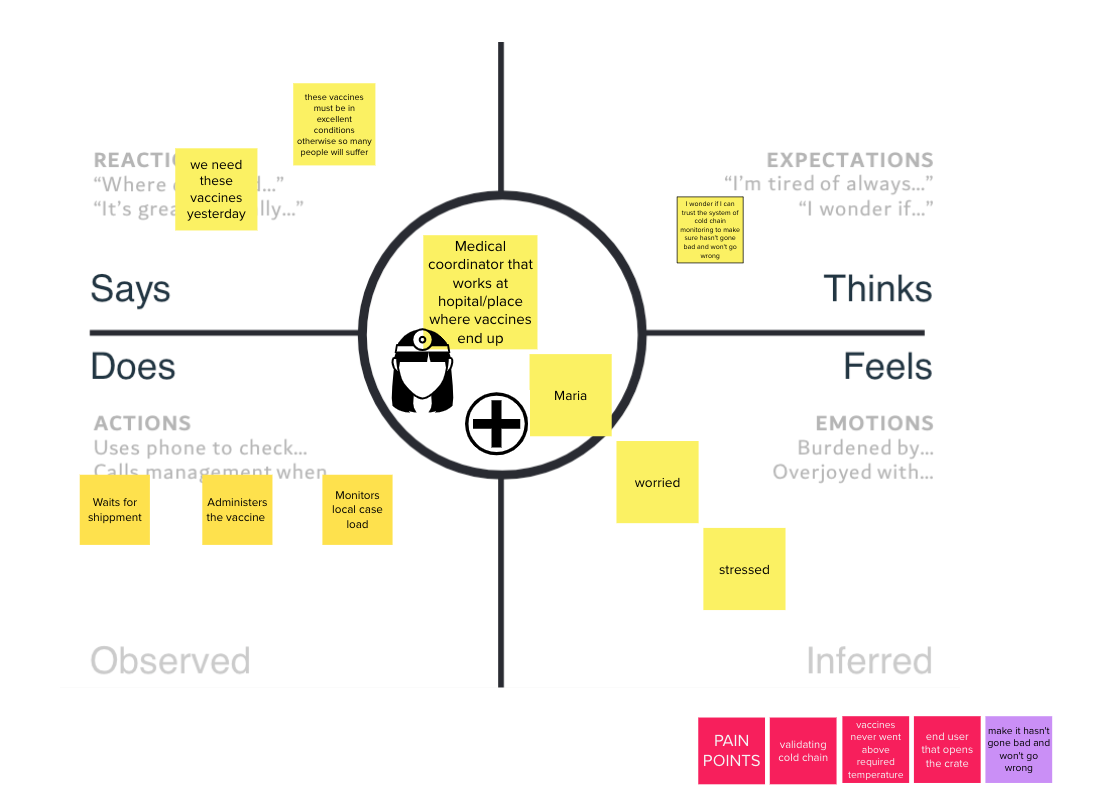 these vaccines
must be in
excellent
conditions
otherwise so many
people will suffer
REACTI
"Where
d..."
"It's grea
lly..."
we need
these
vaccines
yesterday
EXPECTATIONS
"I'm tired of always..."
"I wonder if..."
I wonder if I can
trust the system of
cold chain
monitoring to make
sure hasn't gone
bad and won't go
wrong
Says
Thinks
Medical
coordinator that
works at
hopital/place
where vaccines
end up
Maria
Does
Feels
ACTIONS
Uses phone to check...
Calls management when
Waits for
shippment
Administers
the vaccine
Monitors
local case
load
EMOTIONS
Burdened by...
Overjoyed with...
worried
stressed
Observed
Inferred
PAIN
POINTS
validating
cold chain
vaccines
never went
above
required
temperature
end user
that opens
the crate
make it hasn't
gone bad and
won't go
wrong